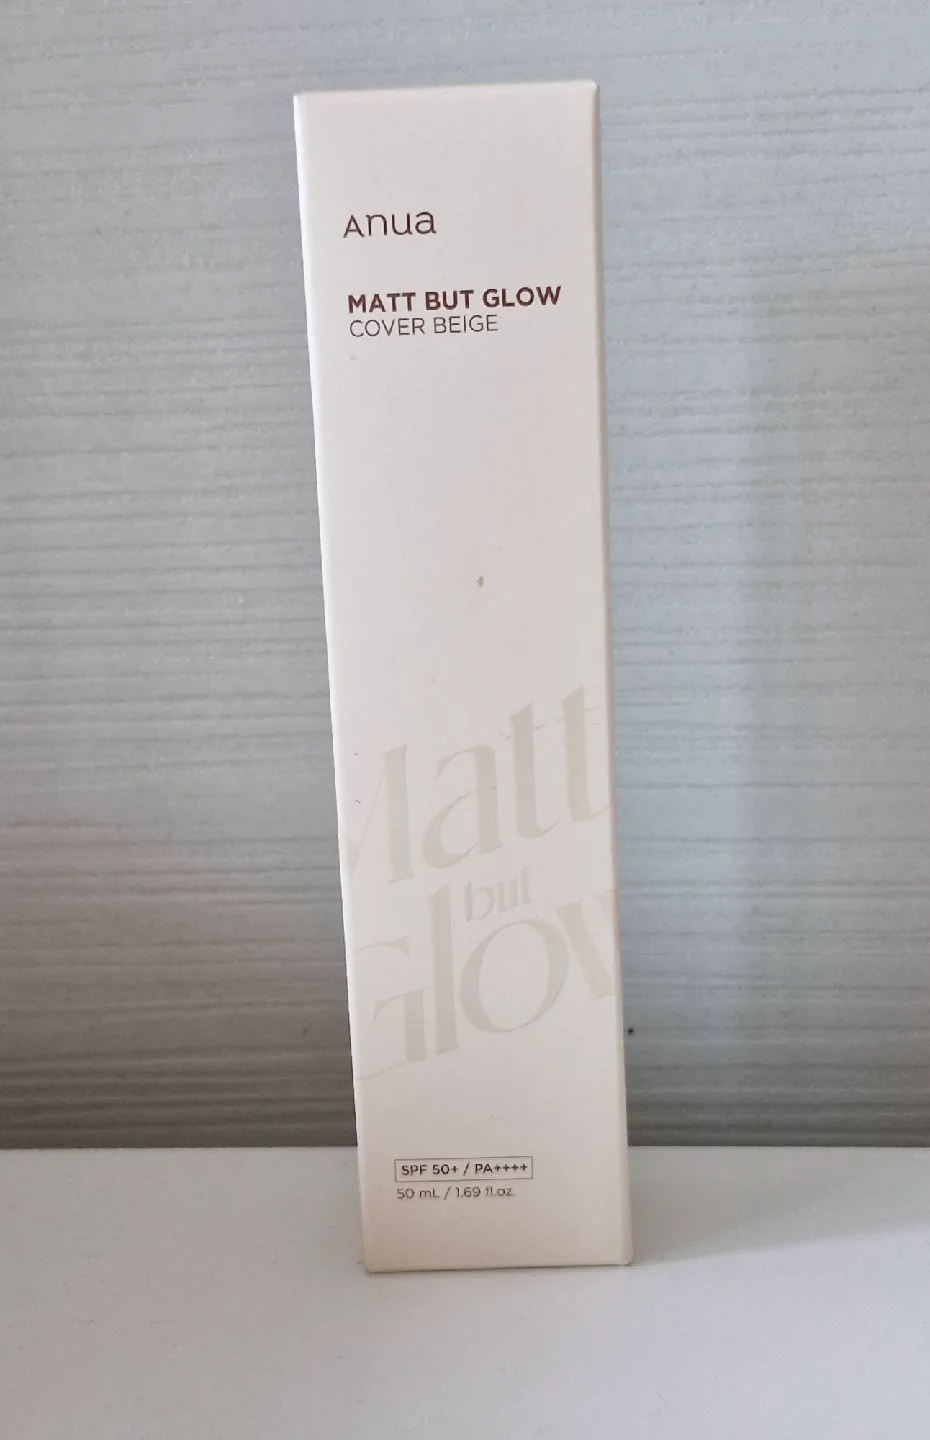 Anua
MATT BUT GLOW
COVER BEIGE
Matt
but
Glow
SPF 50+ / PA++++
50 mL / 1.69 fl.oz.